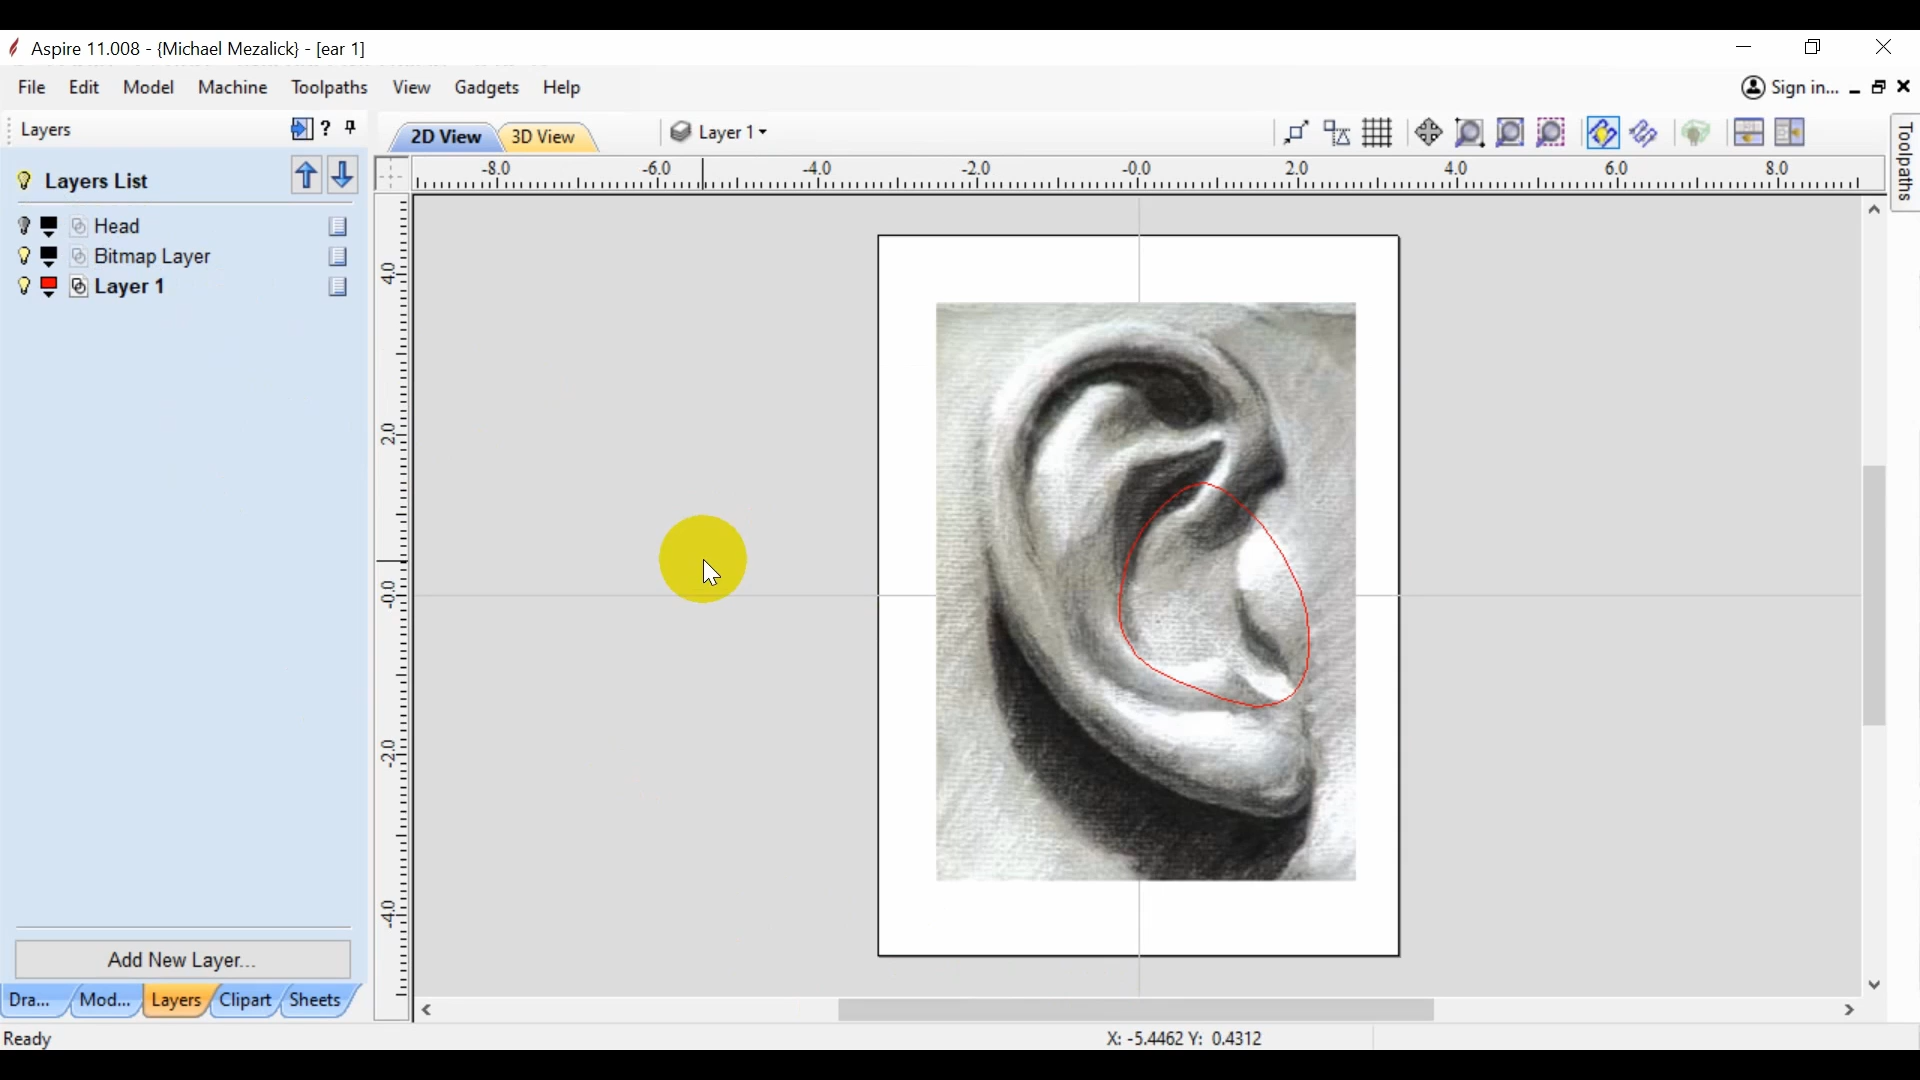 Aspire 11.008 - {Michael Mezalick} - [ear 1]
File Edit Model Machine Toolpaths View Gadgets Help
Sign in...
Layers ?
2D View 3D View Layer 1
Toolpaths
Layers List
-8.0 -6.0 -4.0 -2.0 -0.0 2.0 4.0 6.0 8.0
Head
Bitmap Layer
Layer 1
4.0
2.0
-0.0
-2.0
-4.0
Add New Layer...
Dra... Mod... Layers Clipart Sheets
Ready
X: -5.4462 Y: 0.4312